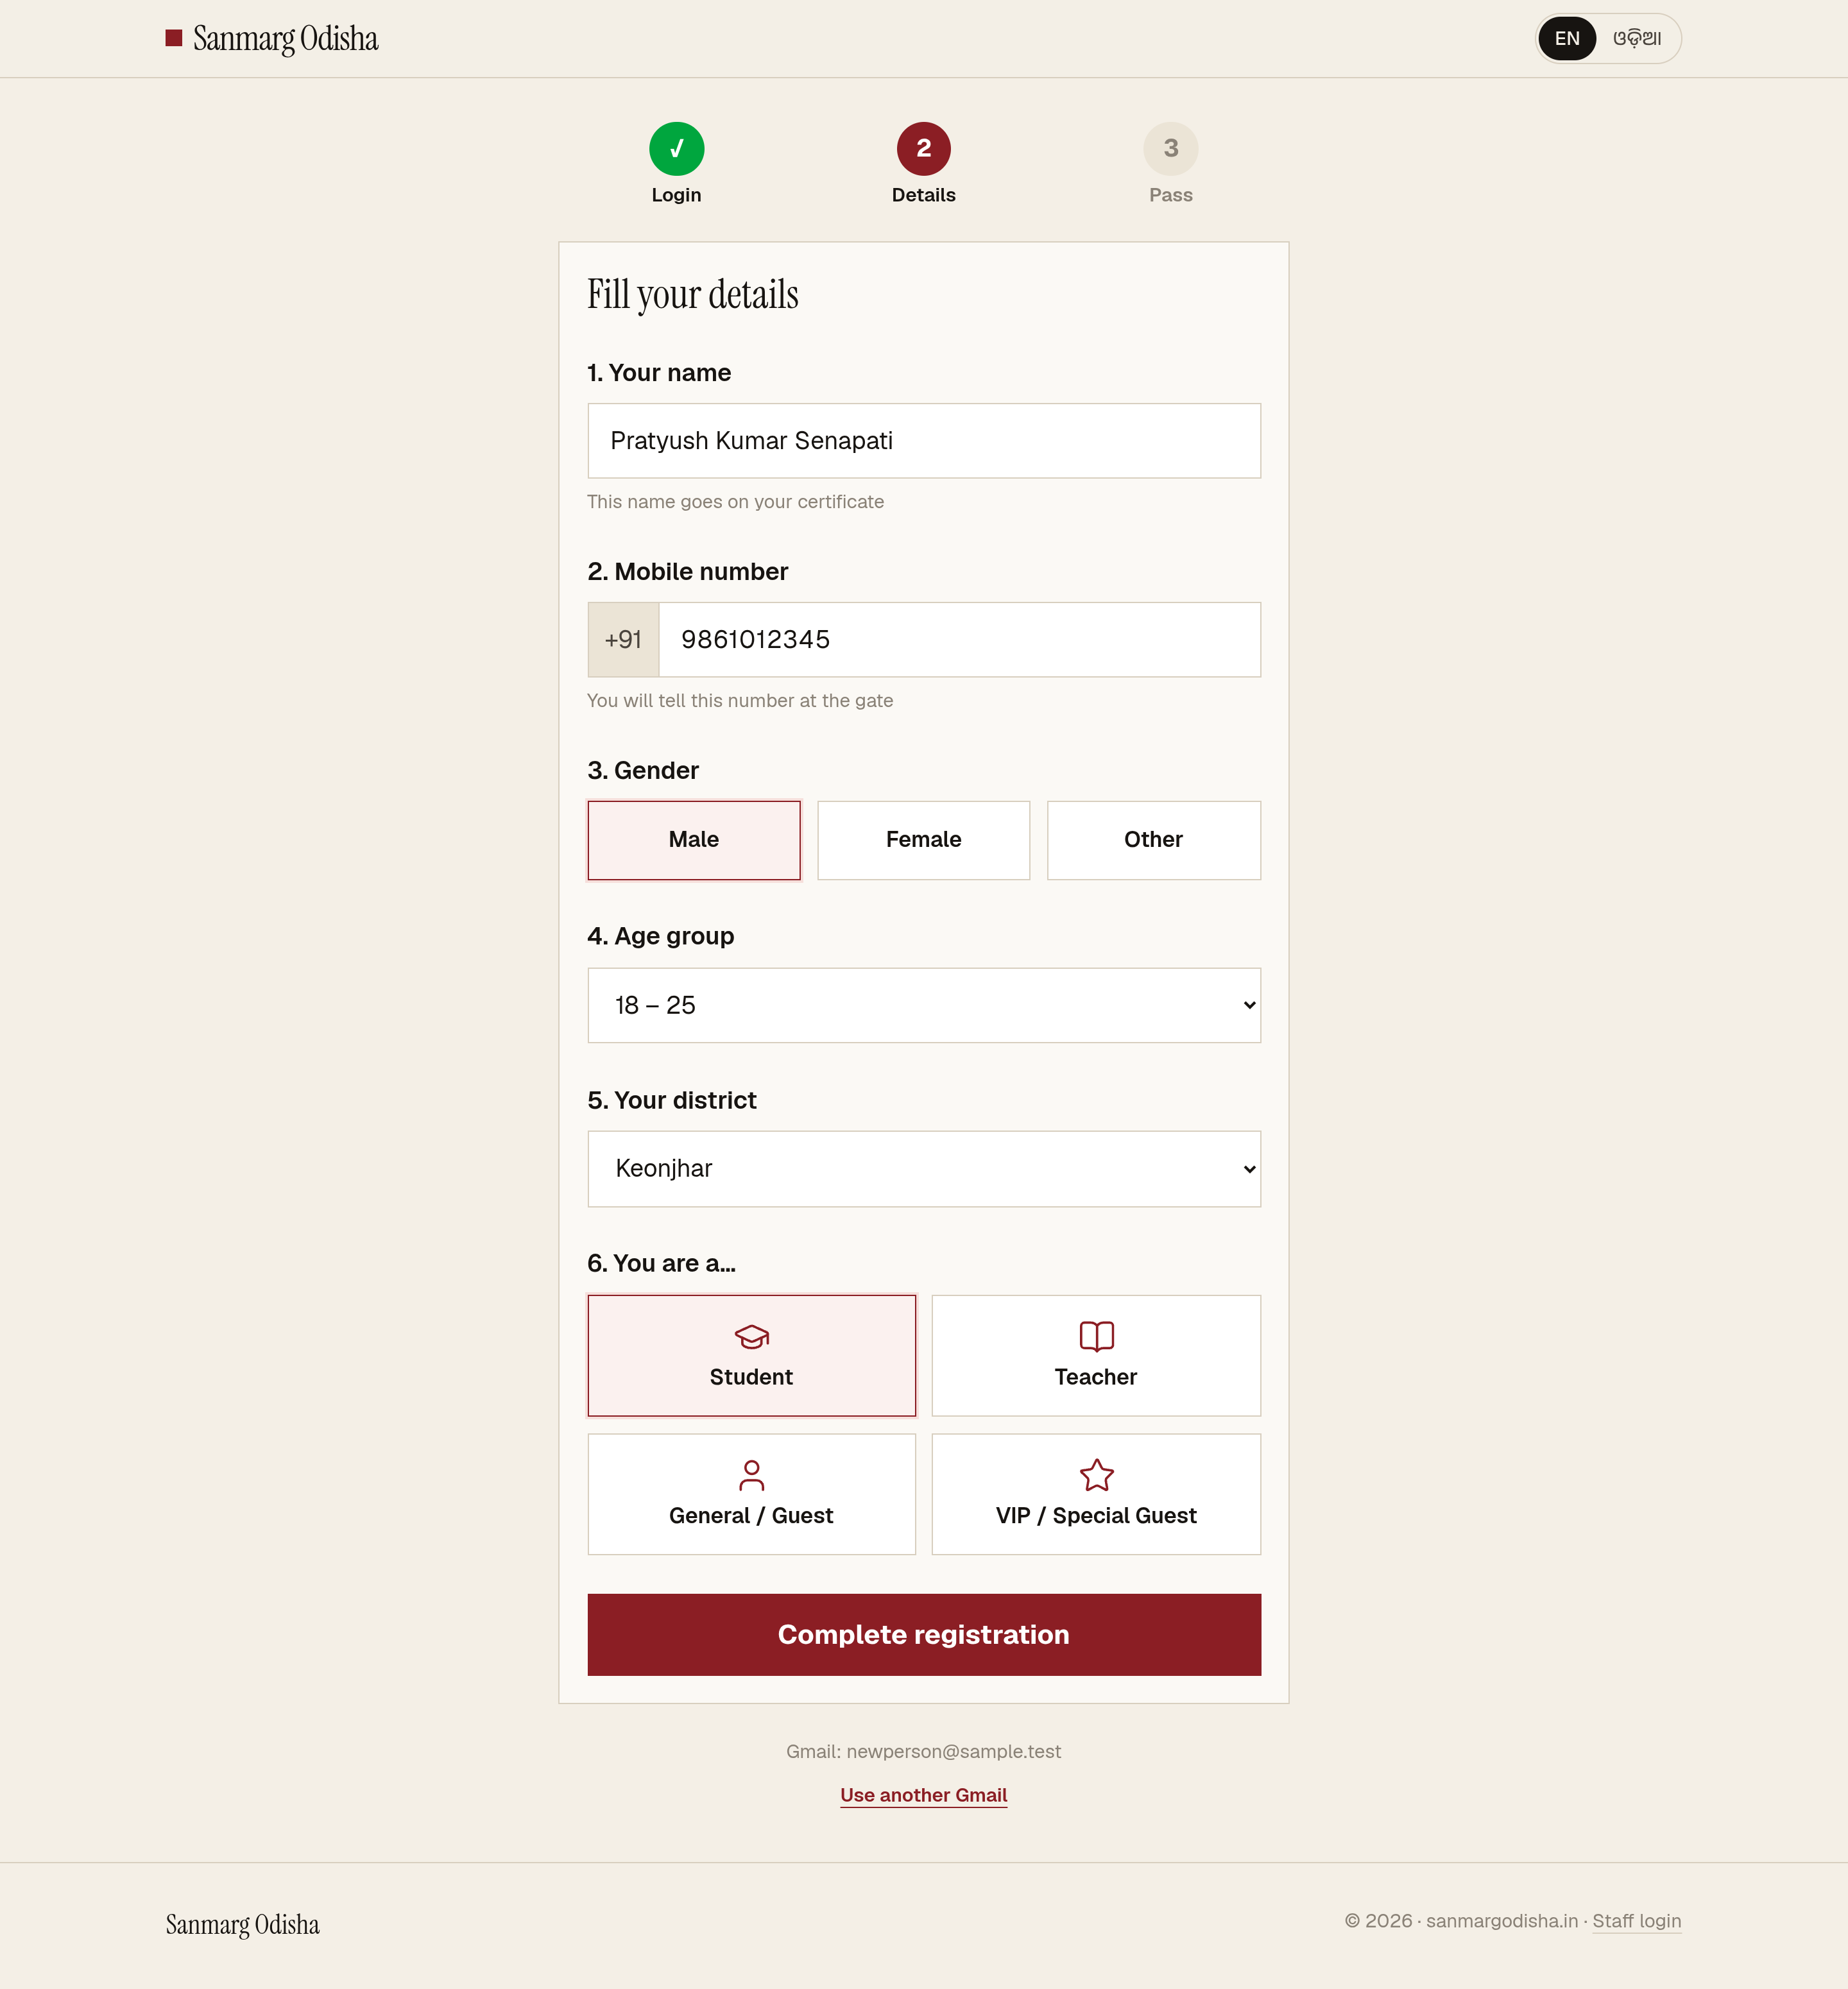 Sanmarg Odisha
EN ଓଡ଼ିଆ
✓ 2 3
Login Details Pass
Fill your details
1. Your name
Pratyush Kumar Senapati
This name goes on your certificate
2. Mobile number
+91 9861012345
You will tell this number at the gate
3. Gender
Male Female Other
4. Age group
18 – 25
5. Your district
Keonjhar
6. You are a...
Student Teacher
General / Guest VIP / Special Guest
Complete registration
Gmail: newperson@sample.test
Use another Gmail
Sanmarg Odisha
© 2026 · sanmargodisha.in · Staff login